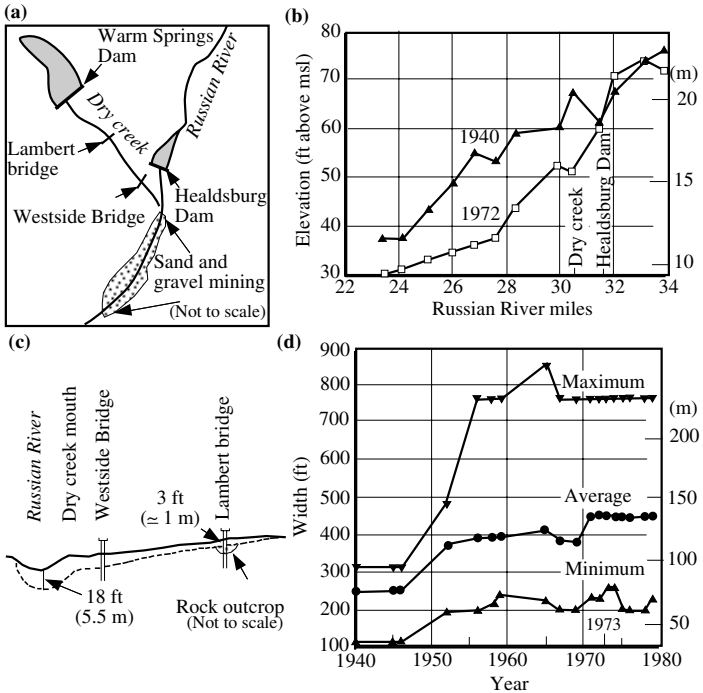 (a)
Warm Springs
Dam
Russian River
Dry creek
Lambert
bridge
Westside Bridge
Healdsburg
Dam
Sand and
gravel mining
(Not to scale)
(b)
Elevation (ft above msl)
80
70
60
50
40
30
1940
1972
Dry creek
Healdsburg Dam
(m)
20
15
10
22
24
26
28
30
32
34
Russian River miles
(c)
Russian River
Dry creek mouth
Westside Bridge
Lambert bridge
3 ft
(≃ 1 m)
18 ft
(5.5 m)
Rock outcrop
(Not to scale)
(d)
Width (ft)
900
800
700
600
500
400
300
200
100
Maximum
Average
Minimum
1973
(m)
200
150
100
50
1940
1950
1960
1970
1980
Year